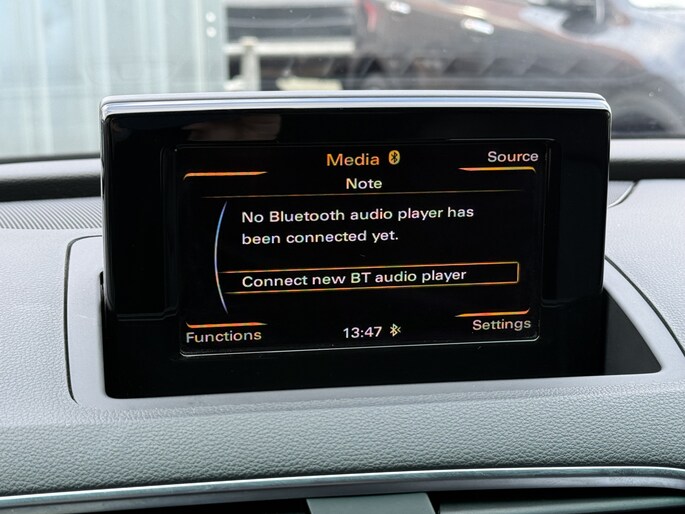 Media
Source
Note
No Bluetooth audio player has
been connected yet.
Connect new BT audio player
Functions
13:47
Settings